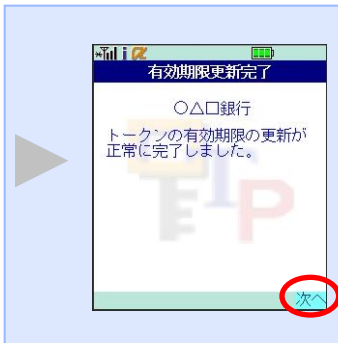 有効期限更新完了
○△□銀行
トークンの有効期限の更新が
正常に完了しました。
OTP
次へ